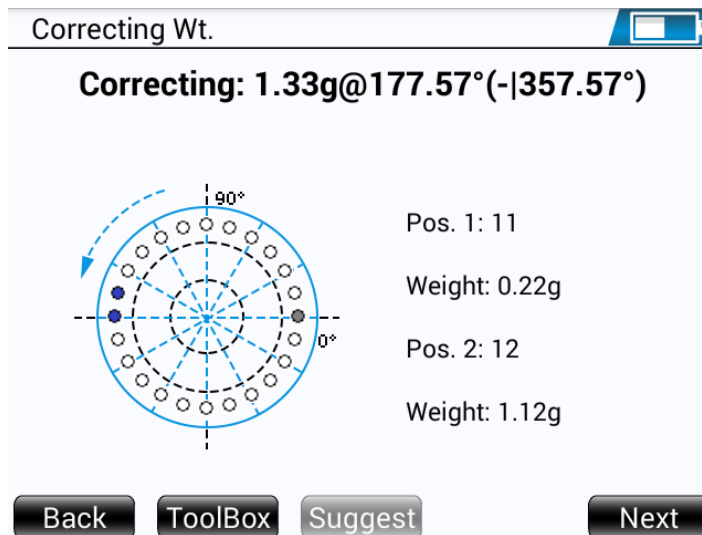 Correcting Wt.
Correcting: 1.33g@177.57°(-|357.57°)
90°
0°
Pos. 1: 11
Weight: 0.22g
Pos. 2: 12
Weight: 1.12g
Back
ToolBox
Suggest
Next